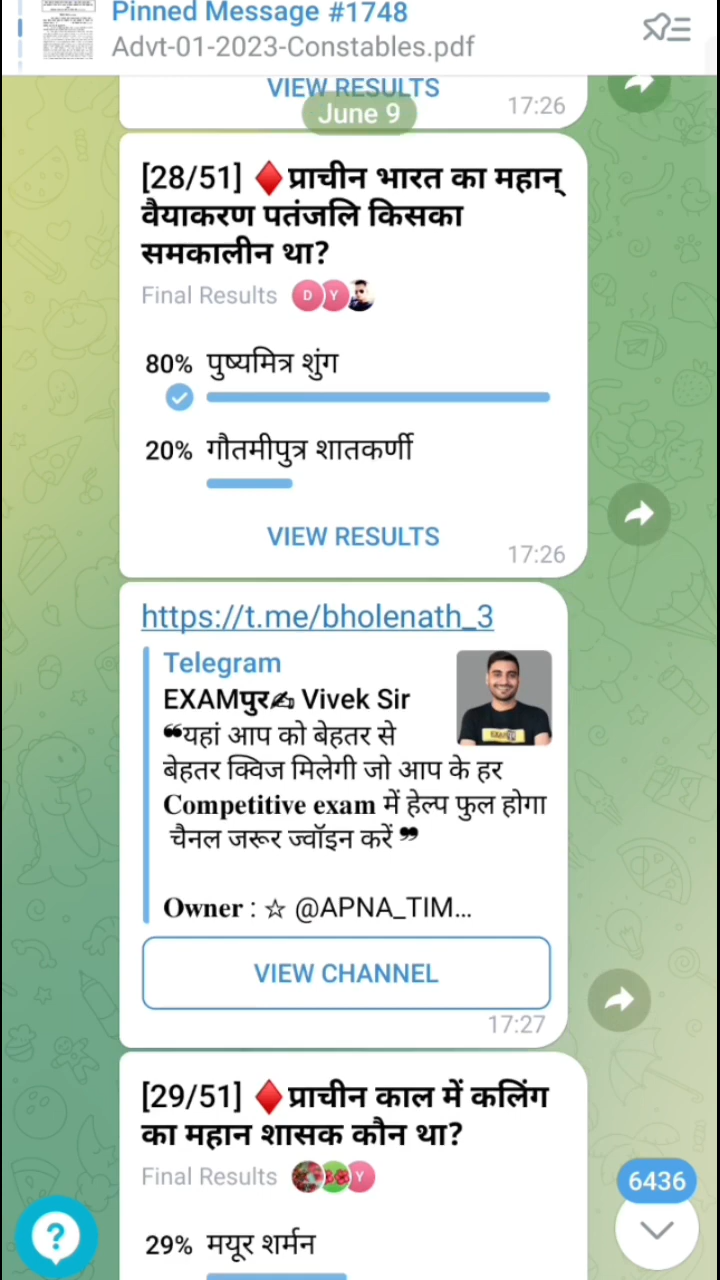 Pinned Message #1748
Advt-01-2023-Constables.pdf
VIEW RESULTS
17:26
June 9
[28/51] ♦️प्राचीन भारत का महान्
वैयाकरण पतंजलि किसका
समकालीन था?
Final Results D Y
80% पुष्यमित्र शुंग
20% गौतमीपुत्र शातकर्णी
VIEW RESULTS
17:26
https://t.me/bholenath_3
Telegram
EXAMपुर✍ Vivek Sir
❝यहां आप को बेहतर से
बेहतर क्विज मिलेगी जो आप के हर
𝐂𝐨𝐦𝐩𝐞𝐭𝐢𝐭𝐢𝐯𝐞 𝐞𝐱𝐚𝐦 में हेल्प फुल होगा
चैनल जरूर ज्वॉइन करें ❞
𝐎𝐰𝐧𝐞𝐫 : ☆ @APNA_TIM...
VIEW CHANNEL
17:27
[29/51] ♦️प्राचीन काल में कलिंग
का महान शासक कौन था?
Final Results Y
6436
29% मयूर शर्मन
?